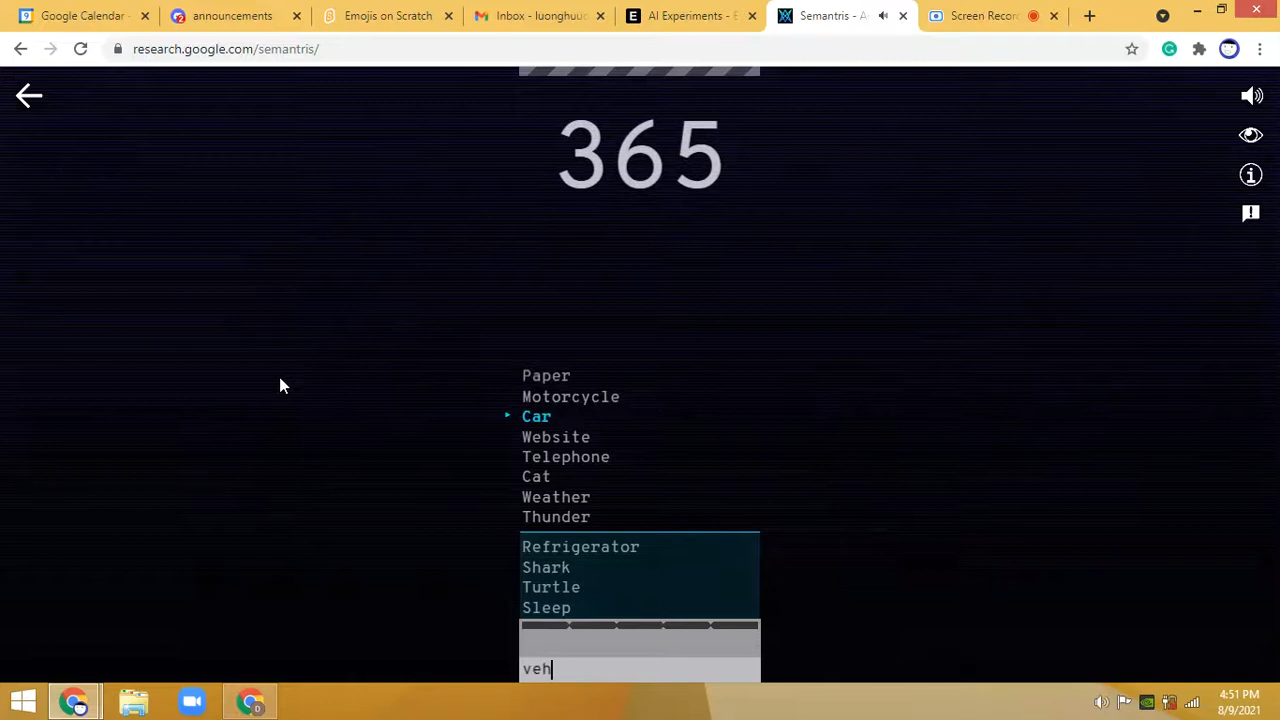 Google Calendar
announcements
Emojis on Scratch
Inbox - luonghuuc
AI Experiments - E
Semantris - A
Screen Record
research.google.com/semantris/
365
Paper
Motorcycle
Car
Website
Telephone
Cat
Weather
Thunder
Refrigerator
Shark
Turtle
Sleep
veh
4:51 PM
8/9/2021